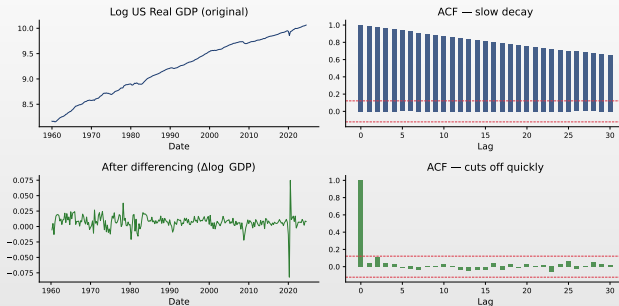 Log US Real GDP (original)
10.0
9.5
9.0
8.5
1960 1970 1980 1990 2000 2010 2020
Date
ACF — slow decay
1.0
0.8
0.6
0.4
0.2
0.0
0 5 10 15 20 25 30
Lag
After differencing (Δlog GDP)
0.075
0.050
0.025
0.000
−0.025
−0.050
−0.075
1960 1970 1980 1990 2000 2010 2020
Date
ACF — cuts off quickly
1.0
0.8
0.6
0.4
0.2
0.0
0 5 10 15 20 25 30
Lag